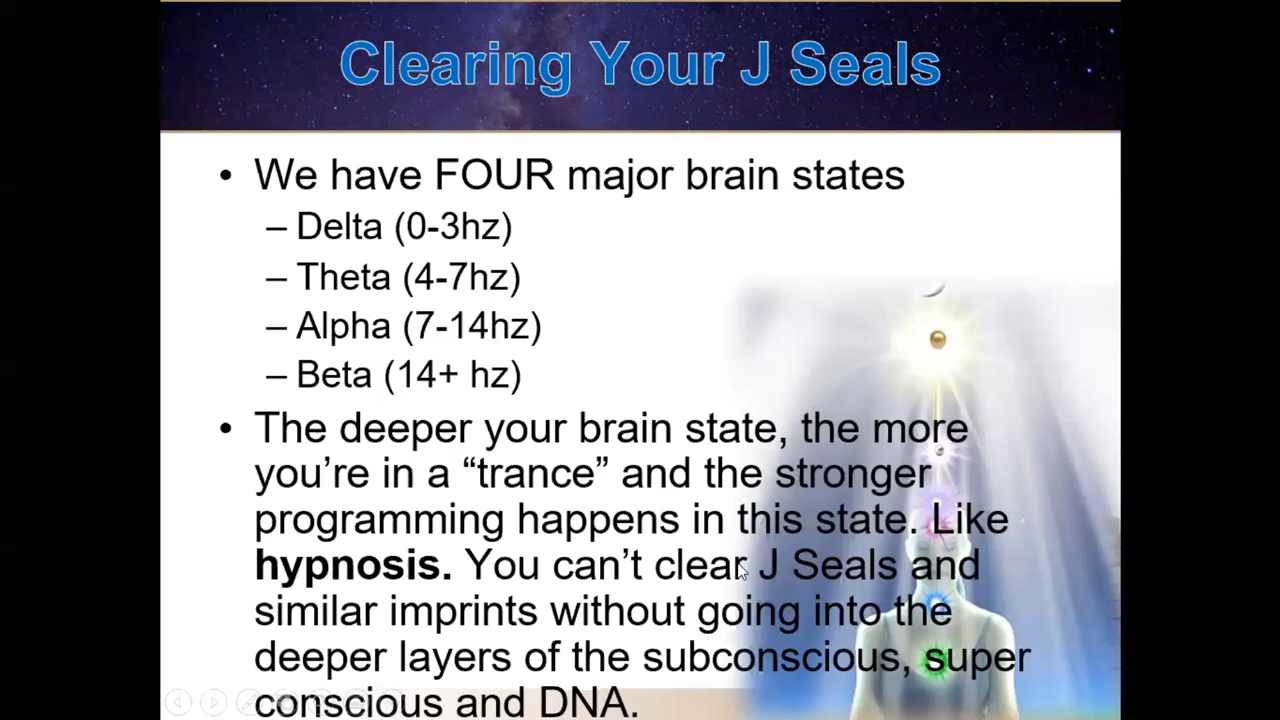 Clearing Your J Seals
• We have FOUR major brain states
– Delta (0-3hz)
– Theta (4-7hz)
– Alpha (7-14hz)
– Beta (14+ hz)
• The deeper your brain state, the more
you're in a “trance” and the stronger
programming happens in this state. Like
hypnosis. You can't clear J Seals and
similar imprints without going into the
deeper layers of the subconscious, super
conscious and DNA.